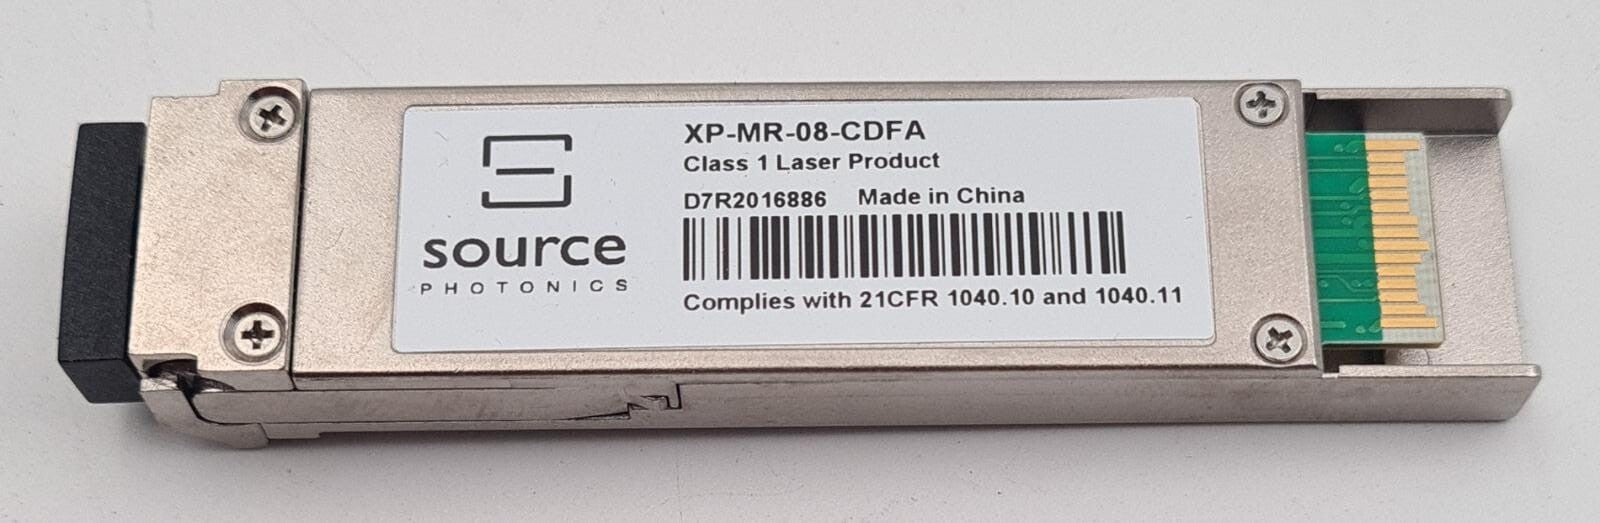 XP-MR-08-CDFA
Class 1 Laser Product
D7R2016886 Made in China
source
PHOTONICS
Complies with 21CFR 1040.10 and 1040.11